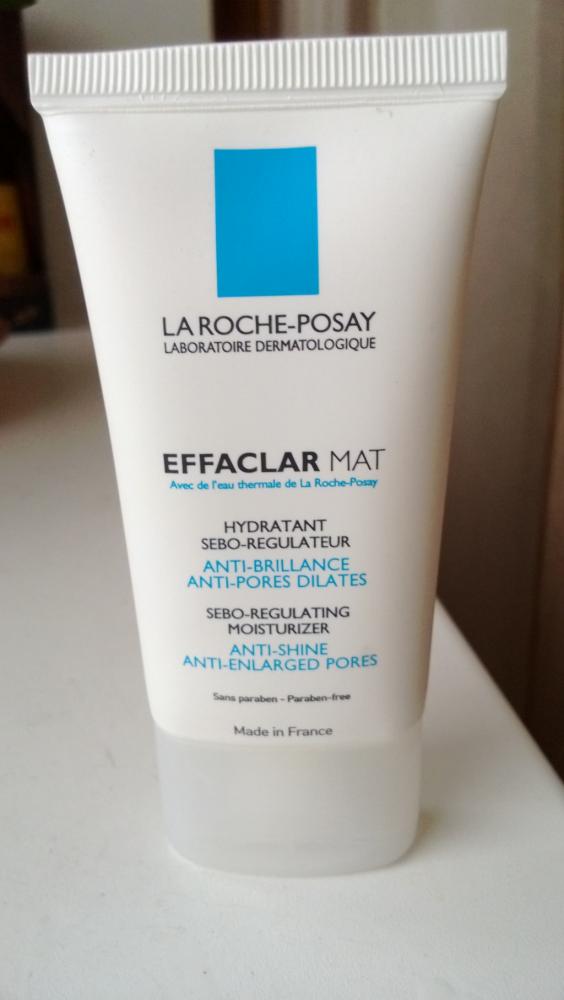 LA ROCHE-POSAY
LABORATOIRE DERMATOLOGIQUE
EFFACLAR MAT
Avec de l'eau thermale de La Roche-Posay
HYDRATANT
SEBO-REGULATEUR
ANTI-BRILLANCE
ANTI-PORES DILATES
SEBO-REGULATING
MOISTURIZER
ANTI-SHINE
ANTI-ENLARGED PORES
Sans paraben - Paraben-free
Made in France